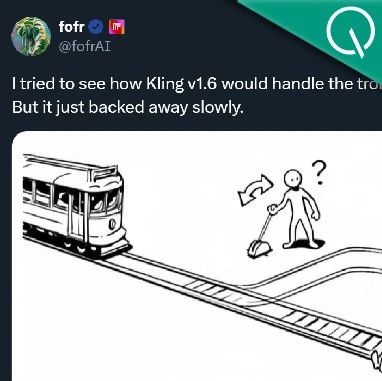 fofr
@fofrAI
I tried to see how Kling v1.6 would handle the
But it just backed away slowly.
?